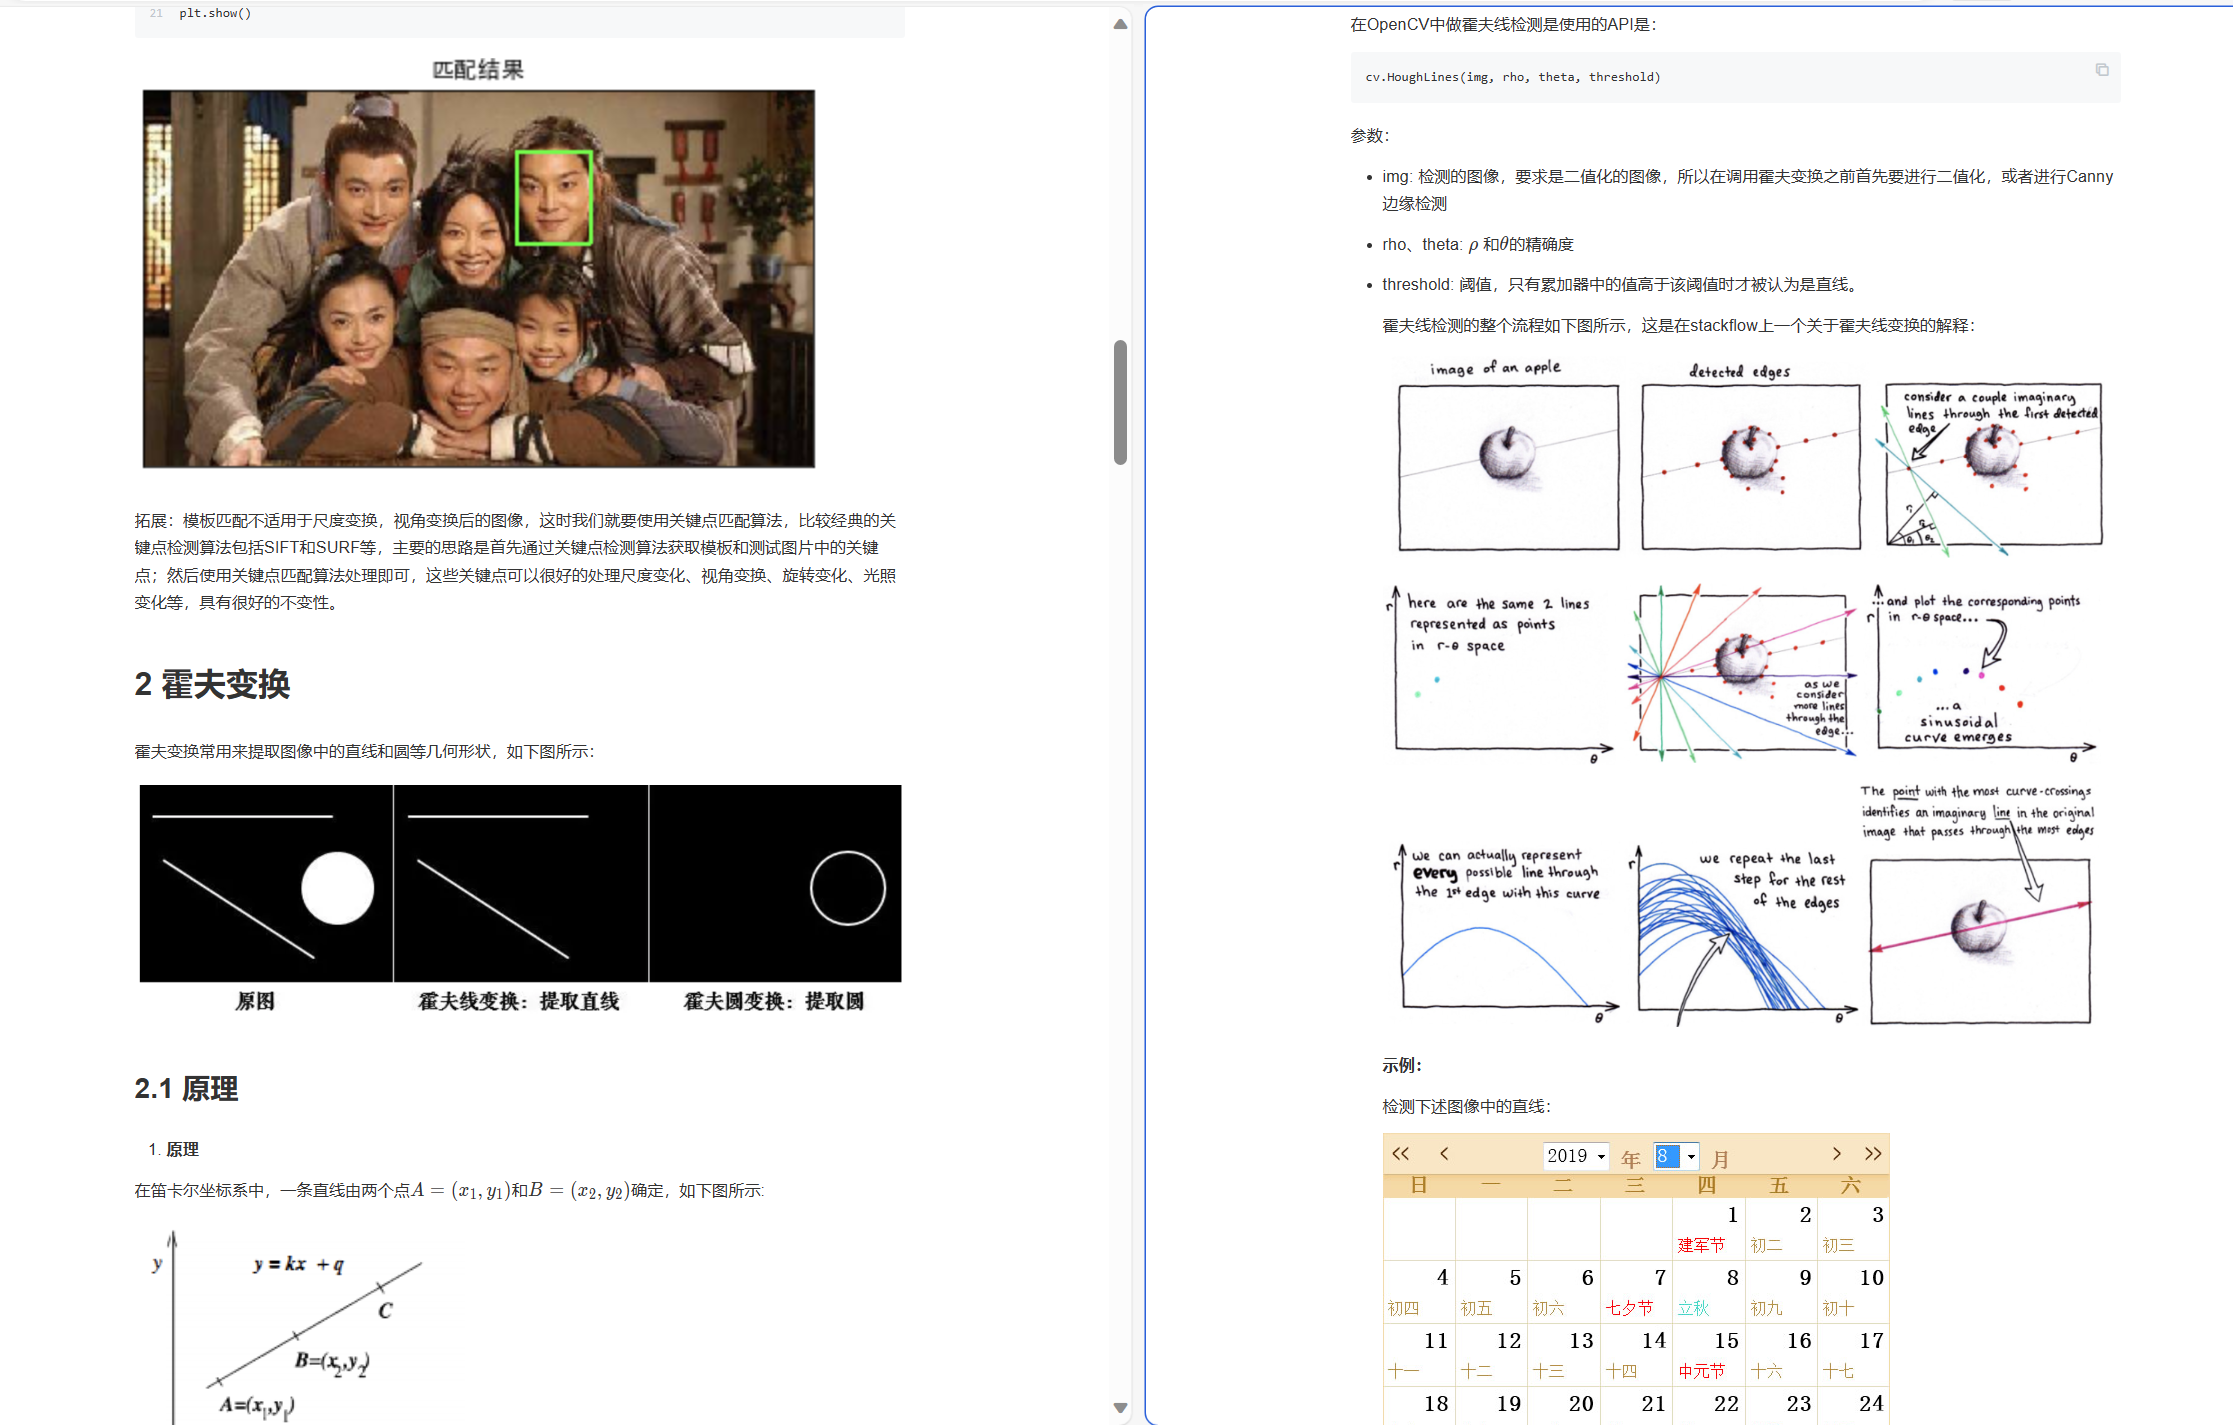 21 plt.show()
匹配结果
拓展：模板匹配不适用于尺度变换，视角变换后的图像，这时我们就要使用关键点匹配算法，比较经典的关
键点检测算法包括SIFT和SURF等，主要的思路是首先通过关键点检测算法获取模板和测试图片中的关键
点；然后使用关键点匹配算法处理即可，这些关键点可以很好的处理尺度变化、视角变换、旋转变化、光照
变化等，具有很好的不变性。
2 霍夫变换
霍夫变换常用来提取图像中的直线和圆等几何形状，如下图所示：
原图 霍夫线变换：提取直线 霍夫圆变换：提取圆
2.1 原理
1. 原理
在笛卡尔坐标系中，一条直线由两个点A = (x₁, y₁)和B = (x₂, y₂)确定，如下图所示:
y
y = kx + q
C
B=(x₂,y₂)
A=(x₁,y₁)
在OpenCV中做霍夫线检测是使用的API是：
cv.HoughLines(img, rho, theta, threshold)
参数：
• img: 检测的图像，要求是二值化的图像，所以在调用霍夫变换之前首先要进行二值化，或者进行Canny
边缘检测
• rho、theta: ρ 和θ的精确度
• threshold: 阈值，只有累加器中的值高于该阈值时才被认为是直线。
霍夫线检测的整个流程如下图所示，这是在stackflow上一个关于霍夫线变换的解释：
image of an apple
detected edges
consider a couple imaginary
lines through the first detected
edge
r₁
r₂
θ₁ θ₂
r
here are the same 2 lines
represented as points
in r-θ space
θ
as we
consider
more lines
through the
edge...
...and plot the corresponding points
r in r-θ space...
...a
sinusoidal
curve emerges
θ
r
we can actually represent
every possible line through
the 1st edge with this curve
θ
r
we repeat the last
step for the rest
of the edges
θ
The point with the most curve-crossings
identifies an imaginary line in the original
image that passes through the most edges
示例：
检测下述图像中的直线：
<< < 2019 年 8 月 > >>
日 一 二 三 四 五 六
1 2 3
建军节 初二 初三
4 5 6 7 8 9 10
初四 初五 初六 七夕节 立秋 初九 初十
11 12 13 14 15 16 17
十一 十二 十三 十四 中元节 十六 十七
18 19 20 21 22 23 24